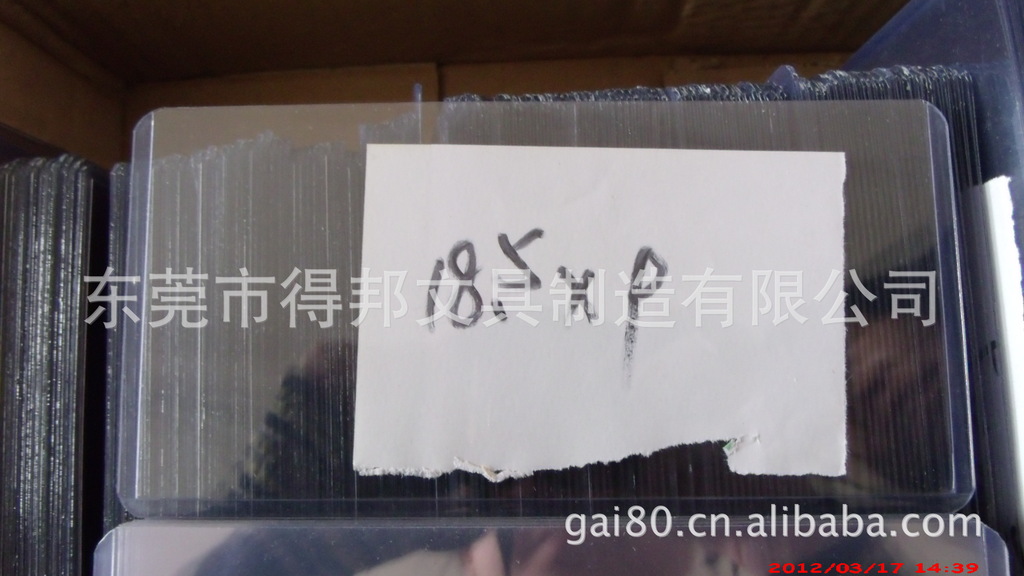 18.5 x 9
东莞市得邦文具制造有限公司
gai80.cn.alibaba.com
2012/03/17 14:39